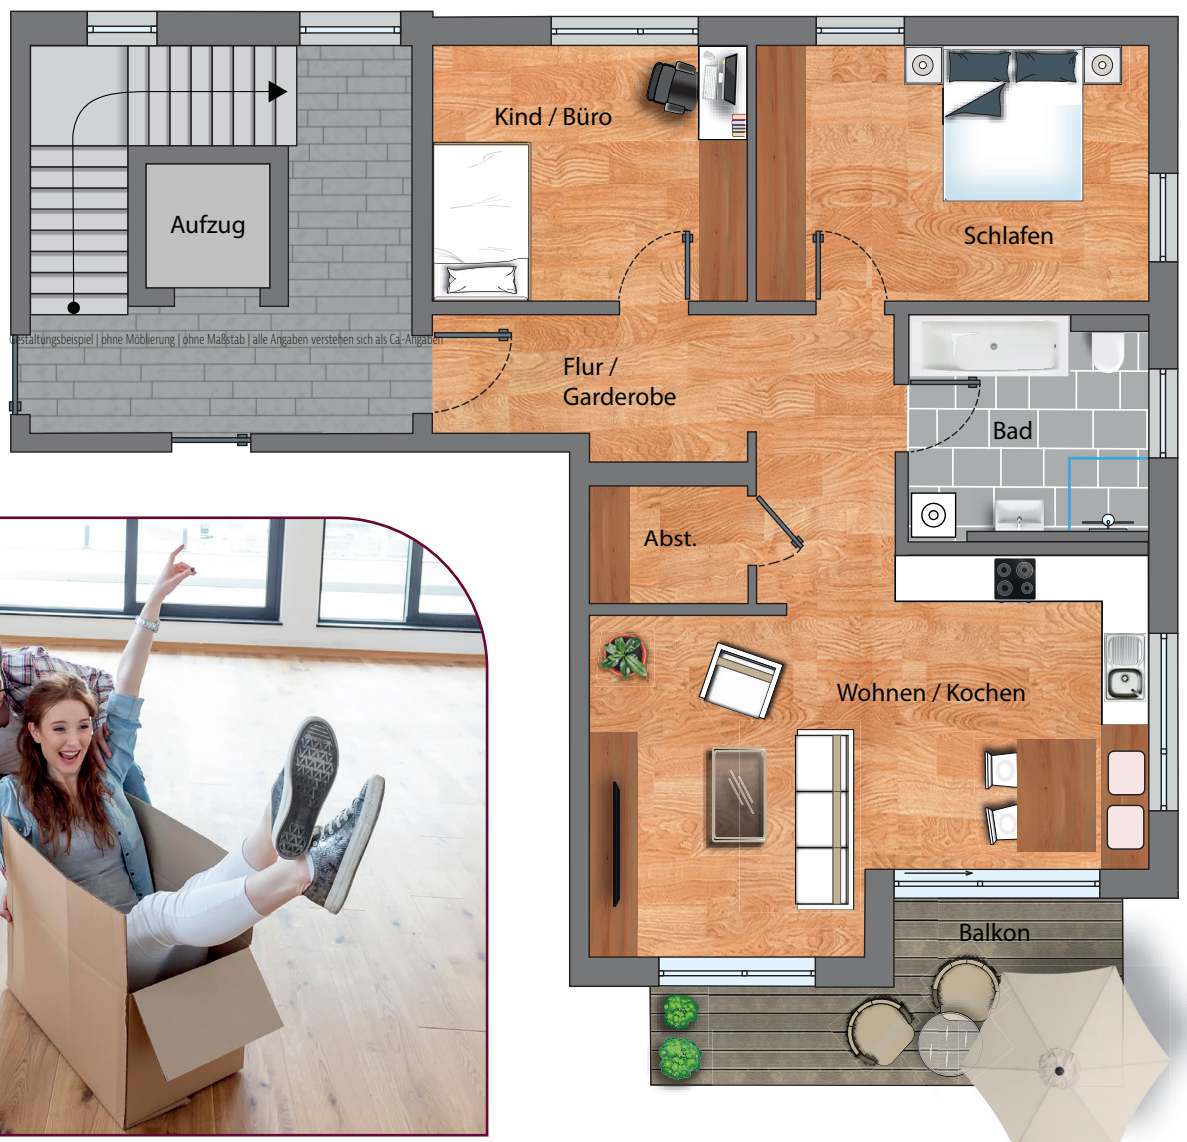 Kind / Büro
Aufzug
Schlafen
Gestaltungsbeispiel | ohne Möblierung | ohne Maßstab | alle Angaben verstehen sich als Ca.-Angaben
Flur /
Garderobe
Bad
Abst.
Wohnen / Kochen
Balkon